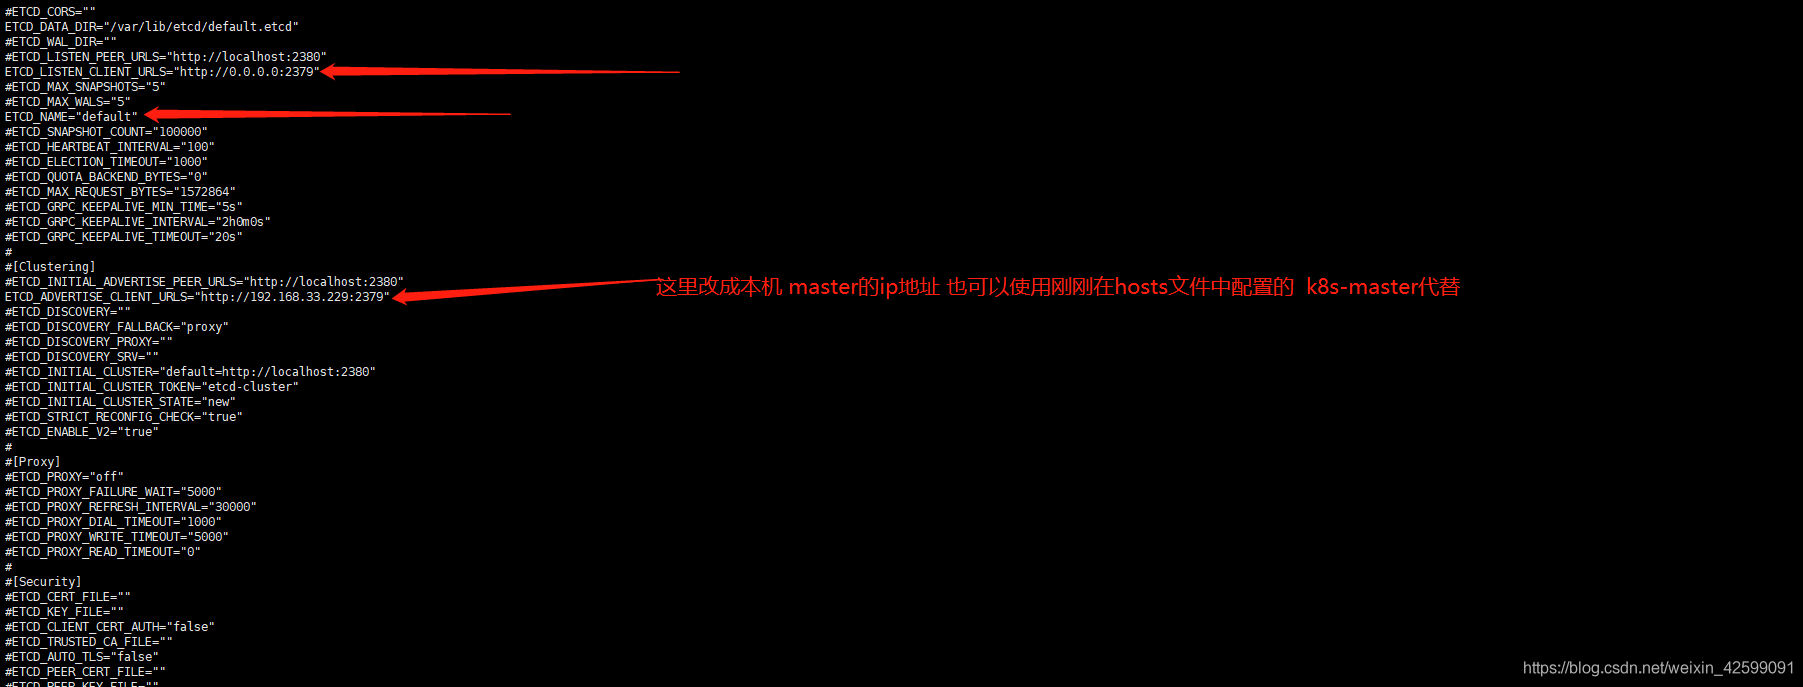 #ETCD_CORS=""
ETCD_DATA_DIR="/var/lib/etcd/default.etcd"
#ETCD_WAL_DIR=""
#ETCD_LISTEN_PEER_URLS="http://localhost:2380"
ETCD_LISTEN_CLIENT_URLS="http://0.0.0.0:2379"
#ETCD_MAX_SNAPSHOTS="5"
#ETCD_MAX_WALS="5"
ETCD_NAME="default"
#ETCD_SNAPSHOT_COUNT="100000"
#ETCD_HEARTBEAT_INTERVAL="100"
#ETCD_ELECTION_TIMEOUT="1000"
#ETCD_QUOTA_BACKEND_BYTES="0"
#ETCD_MAX_REQUEST_BYTES="1572864"
#ETCD_GRPC_KEEPALIVE_MIN_TIME="5s"
#ETCD_GRPC_KEEPALIVE_INTERVAL="2h0m0s"
#ETCD_GRPC_KEEPALIVE_TIMEOUT="20s"
#
#[Clustering]
#ETCD_INITIAL_ADVERTISE_PEER_URLS="http://localhost:2380"
ETCD_ADVERTISE_CLIENT_URLS="http://192.168.33.229:2379"
这里改成本机 master的ip地址 也可以使用刚刚在hosts文件中配置的 k8s-master代替
#ETCD_DISCOVERY=""
#ETCD_DISCOVERY_FALLBACK="proxy"
#ETCD_DISCOVERY_PROXY=""
#ETCD_DISCOVERY_SRV=""
#ETCD_INITIAL_CLUSTER="default=http://localhost:2380"
#ETCD_INITIAL_CLUSTER_TOKEN="etcd-cluster"
#ETCD_INITIAL_CLUSTER_STATE="new"
#ETCD_STRICT_RECONFIG_CHECK="true"
#ETCD_ENABLE_V2="true"
#
#[Proxy]
#ETCD_PROXY="off"
#ETCD_PROXY_FAILURE_WAIT="5000"
#ETCD_PROXY_REFRESH_INTERVAL="30000"
#ETCD_PROXY_DIAL_TIMEOUT="1000"
#ETCD_PROXY_WRITE_TIMEOUT="5000"
#ETCD_PROXY_READ_TIMEOUT="0"
#
#[Security]
#ETCD_CERT_FILE=""
#ETCD_KEY_FILE=""
#ETCD_CLIENT_CERT_AUTH="false"
#ETCD_TRUSTED_CA_FILE=""
#ETCD_AUTO_TLS="false"
#ETCD_PEER_CERT_FILE=""
#ETCD_PEER_KEY_FILE=""
https://blog.csdn.net/weixin_42599091